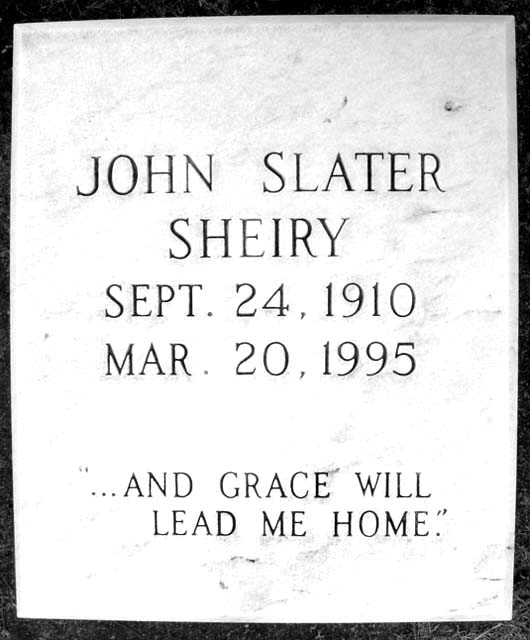 JOHN SLATER
SHEIRY
SEPT. 24, 1910
MAR. 20, 1995
"...AND GRACE WILL
LEAD ME HOME."